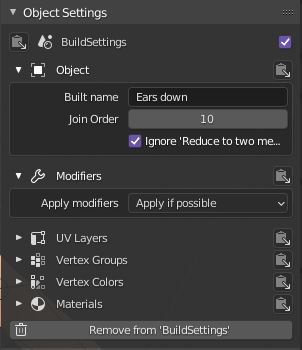 Object Settings
BuildSettings
Object
Built name Ears down
Join Order 10
Ignore 'Reduce to two me...
Modifiers
Apply modifiers Apply if possible
UV Layers
Vertex Groups
Vertex Colors
Materials
Remove from 'BuildSettings'